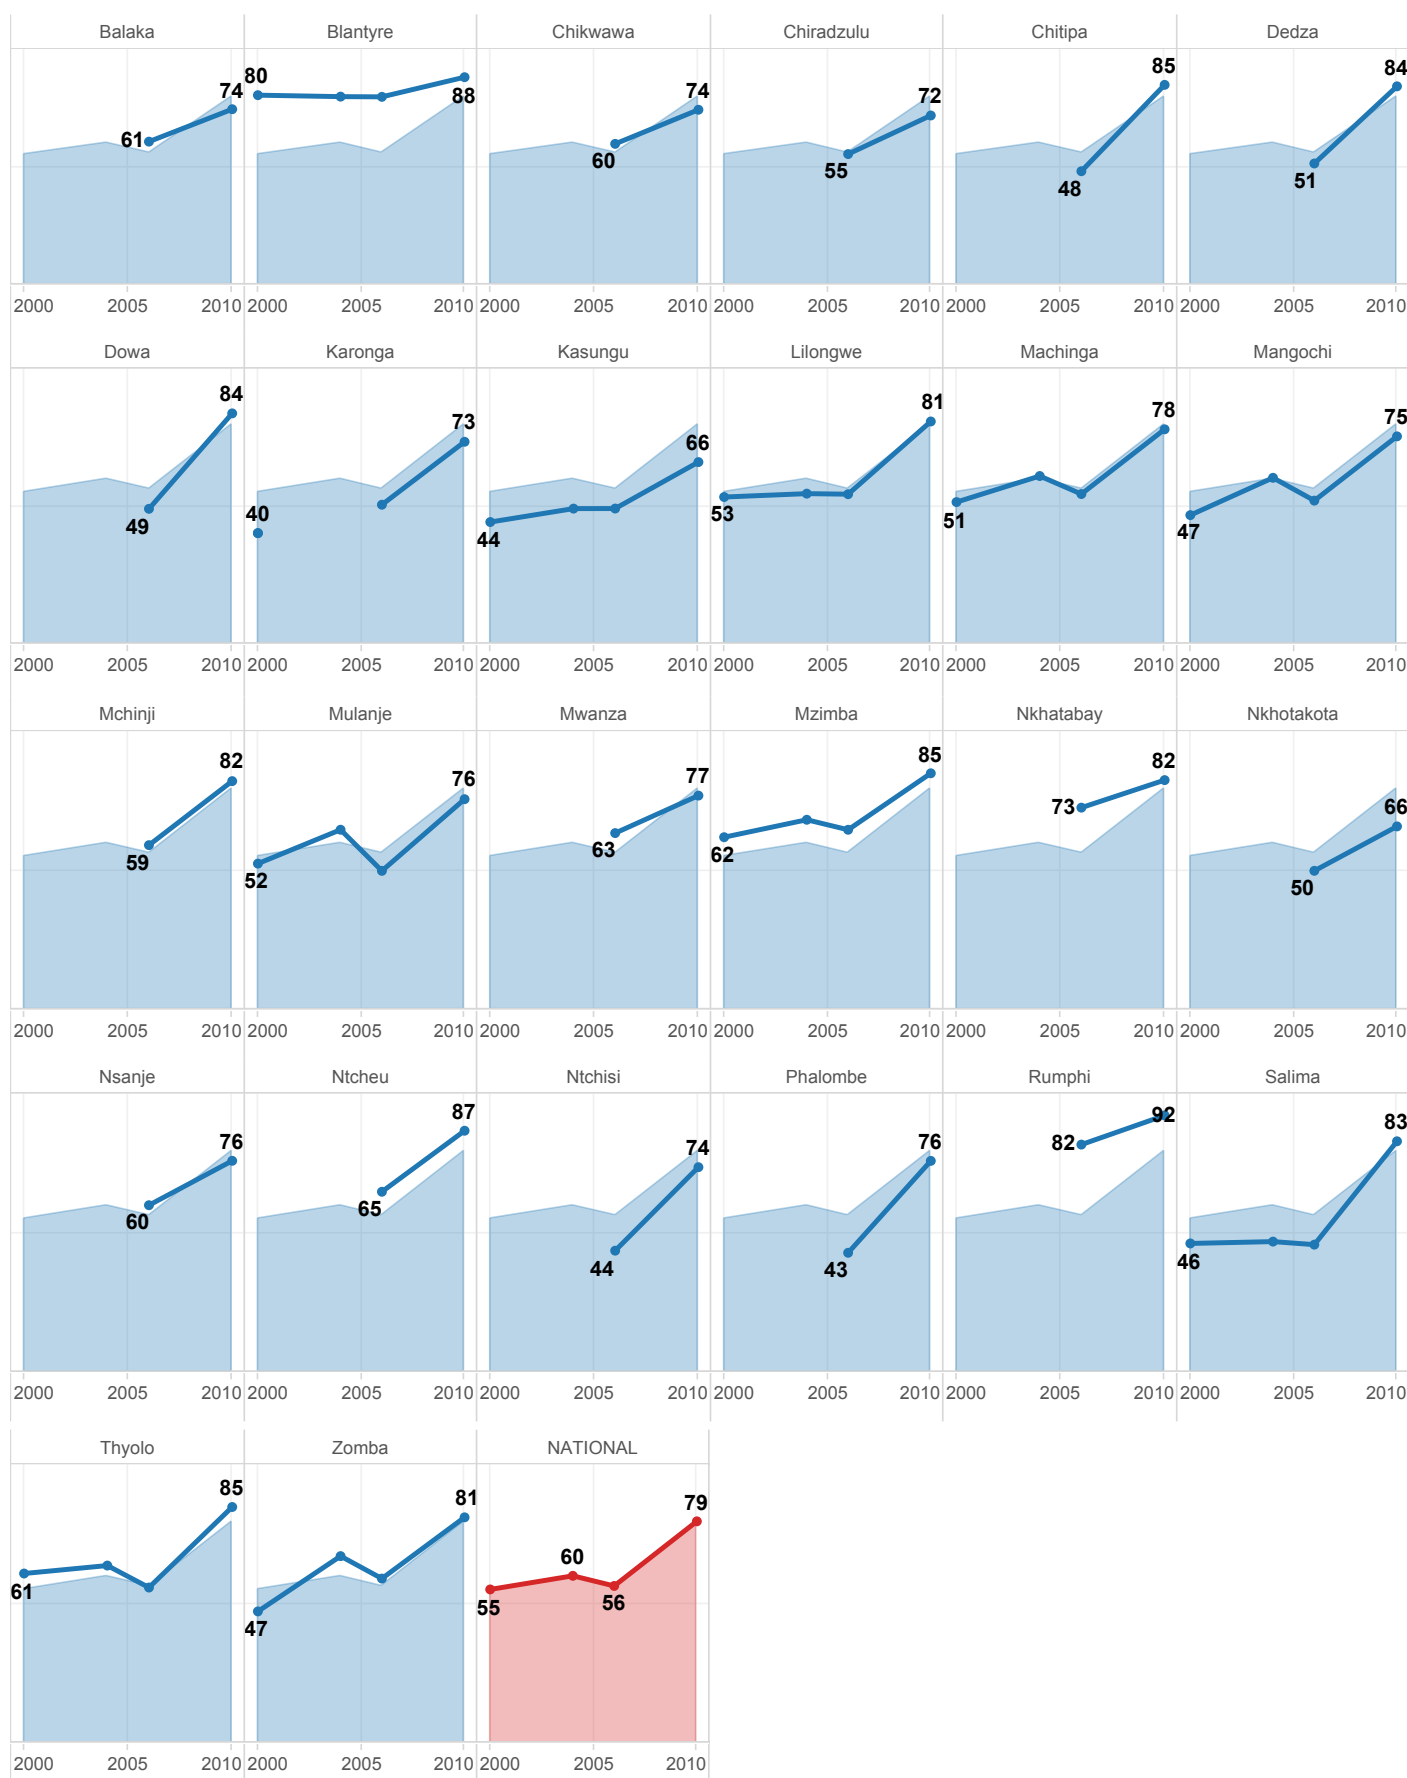 Balaka Blantyre Chikwawa Chiradzulu Chitipa Dedza
61 74 80 88 60 74 55 72 48 85 51 84
2000 2005 2010 2000 2005 2010 2000 2005 2010 2000 2005 2010 2000 2005 2010 2000 2005 2010
Dowa Karonga Kasungu Lilongwe Machinga Mangochi
49 84 40 73 44 66 53 81 51 78 47 75
2000 2005 2010 2000 2005 2010 2000 2005 2010 2000 2005 2010 2000 2005 2010 2000 2005 2010
Mchinji Mulanje Mwanza Mzimba Nkhatabay Nkhotakota
59 82 52 76 63 77 62 85 73 82 50 66
2000 2005 2010 2000 2005 2010 2000 2005 2010 2000 2005 2010 2000 2005 2010 2000 2005 2010
Nsanje Ntcheu Ntchisi Phalombe Rumphi Salima
60 76 65 87 44 74 43 76 82 92 46 83
2000 2005 2010 2000 2005 2010 2000 2005 2010 2000 2005 2010 2000 2005 2010 2000 2005 2010
Thyolo Zomba NATIONAL
61 85 47 81 55 60 56 79
2000 2005 2010 2000 2005 2010 2000 2005 2010